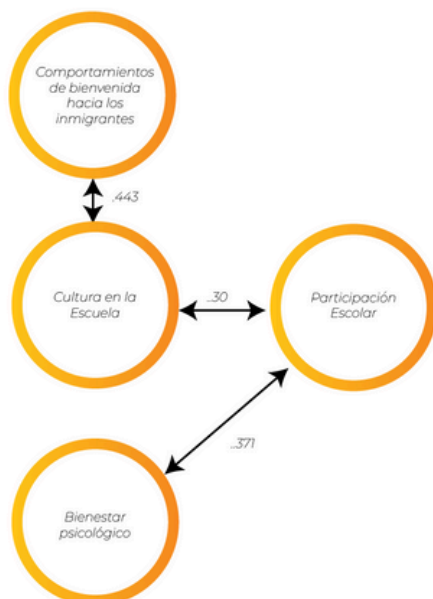 Comportamientos
de bienvenida
hacia los
inmigrantes
.443
Cultura en la
Escuela
..30
Participación
Escolar
..371
Bienestar
psicológico